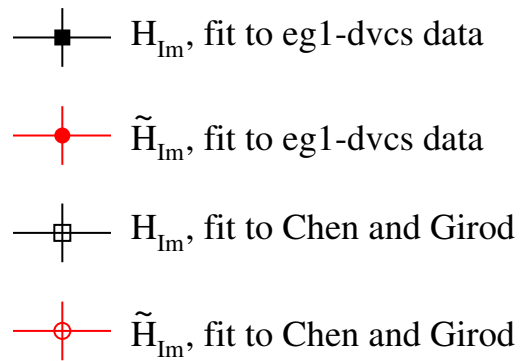 H_Im, fit to eg1-dvcs data
H̃_Im, fit to eg1-dvcs data
H_Im, fit to Chen and Girod
H̃_Im, fit to Chen and Girod